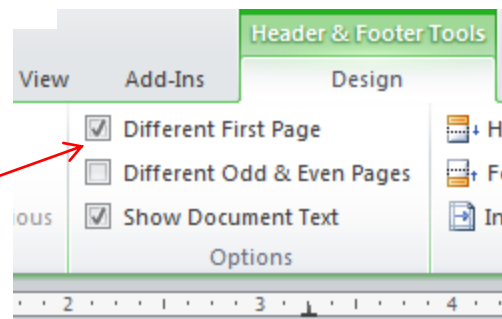 Header & Footer Tools
View Add-Ins Design
Different First Page H
Different Odd & Even Pages F
Show Document Text In
Options
2 3 4